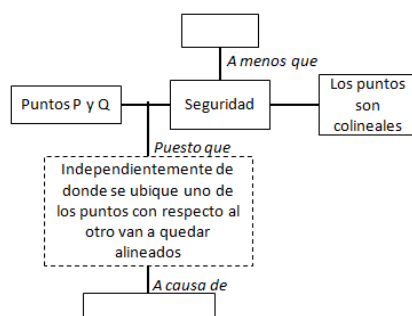 A menos que
Puntos P y Q
Seguridad
Los puntos
son
colineales
Puesto que
Independientemente de
donde se ubique uno de
los puntos con respecto al
otro van a quedar
alineados
A causa de